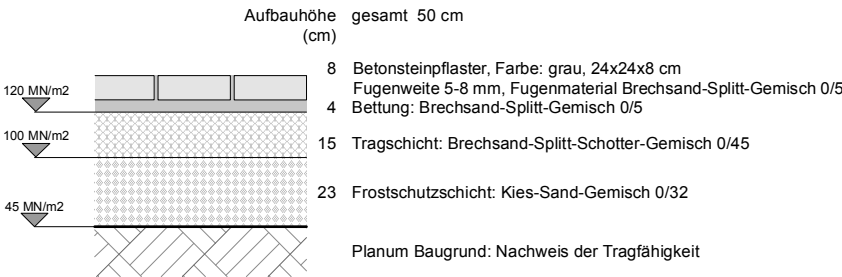 Aufbauhöhe gesamt 50 cm
(cm)
8 Betonsteinpflaster, Farbe: grau, 24x24x8 cm
Fugenweite 5-8 mm, Fugenmaterial Brechsand-Splitt-Gemisch 0/5
120 MN/m2
4 Bettung: Brechsand-Splitt-Gemisch 0/5
100 MN/m2
15 Tragschicht: Brechsand-Splitt-Schotter-Gemisch 0/45
23 Frostschutzschicht: Kies-Sand-Gemisch 0/32
45 MN/m2
Planum Baugrund: Nachweis der Tragfähigkeit